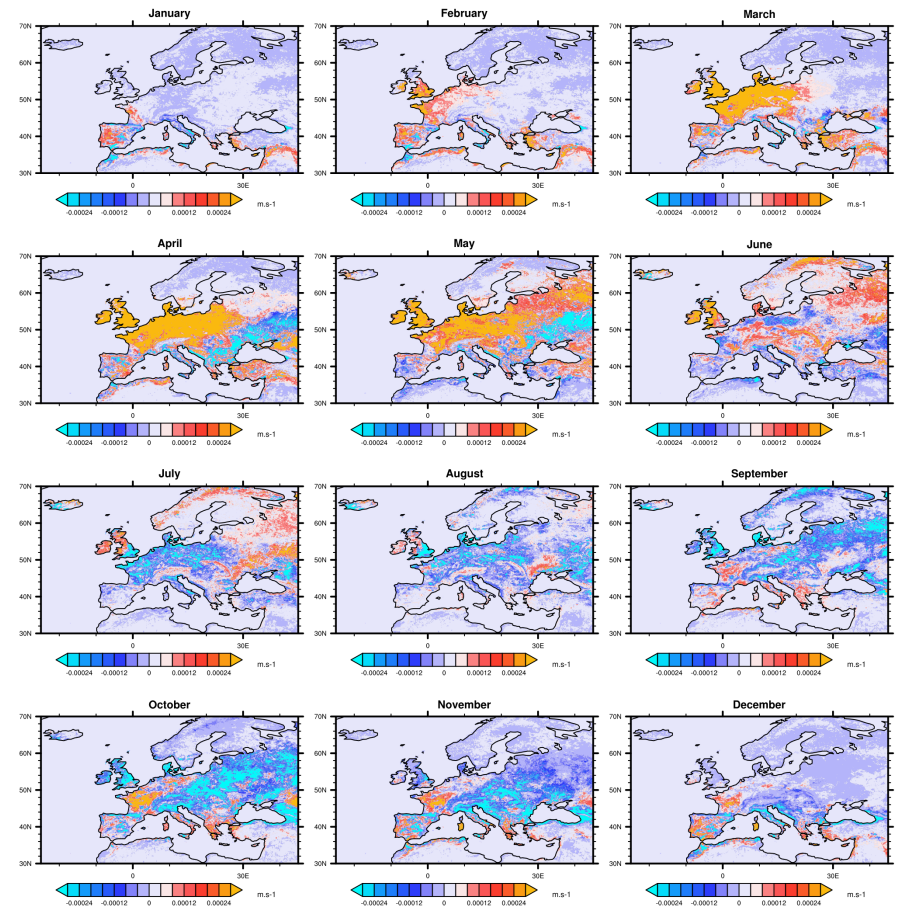 January February March
70N 70N 70N
60N 60N 60N
50N 50N 50N
40N 40N 40N
30N 30N 30N
0 30E 0 30E 0 30E
-0.00024 -0.00012 0 0.00012 0.00024 m.s-1 -0.00024 -0.00012 0 0.00012 0.00024 m.s-1 -0.00024 -0.00012 0 0.00012 0.00024 m.s-1
April May June
70N 70N 70N
60N 60N 60N
50N 50N 50N
40N 40N 40N
30N 30N 30N
0 30E 0 30E 0 30E
-0.00024 -0.00012 0 0.00012 0.00024 m.s-1 -0.00024 -0.00012 0 0.00012 0.00024 m.s-1 -0.00024 -0.00012 0 0.00012 0.00024 m.s-1
July August September
70N 70N 70N
60N 60N 60N
50N 50N 50N
40N 40N 40N
30N 30N 30N
0 30E 0 30E 0 30E
-0.00024 -0.00012 0 0.00012 0.00024 m.s-1 -0.00024 -0.00012 0 0.00012 0.00024 m.s-1 -0.00024 -0.00012 0 0.00012 0.00024 m.s-1
October November December
70N 70N 70N
60N 60N 60N
50N 50N 50N
40N 40N 40N
30N 30N 30N
0 30E 0 30E 0 30E
-0.00024 -0.00012 0 0.00012 0.00024 m.s-1 -0.00024 -0.00012 0 0.00012 0.00024 m.s-1 -0.00024 -0.00012 0 0.00012 0.00024 m.s-1